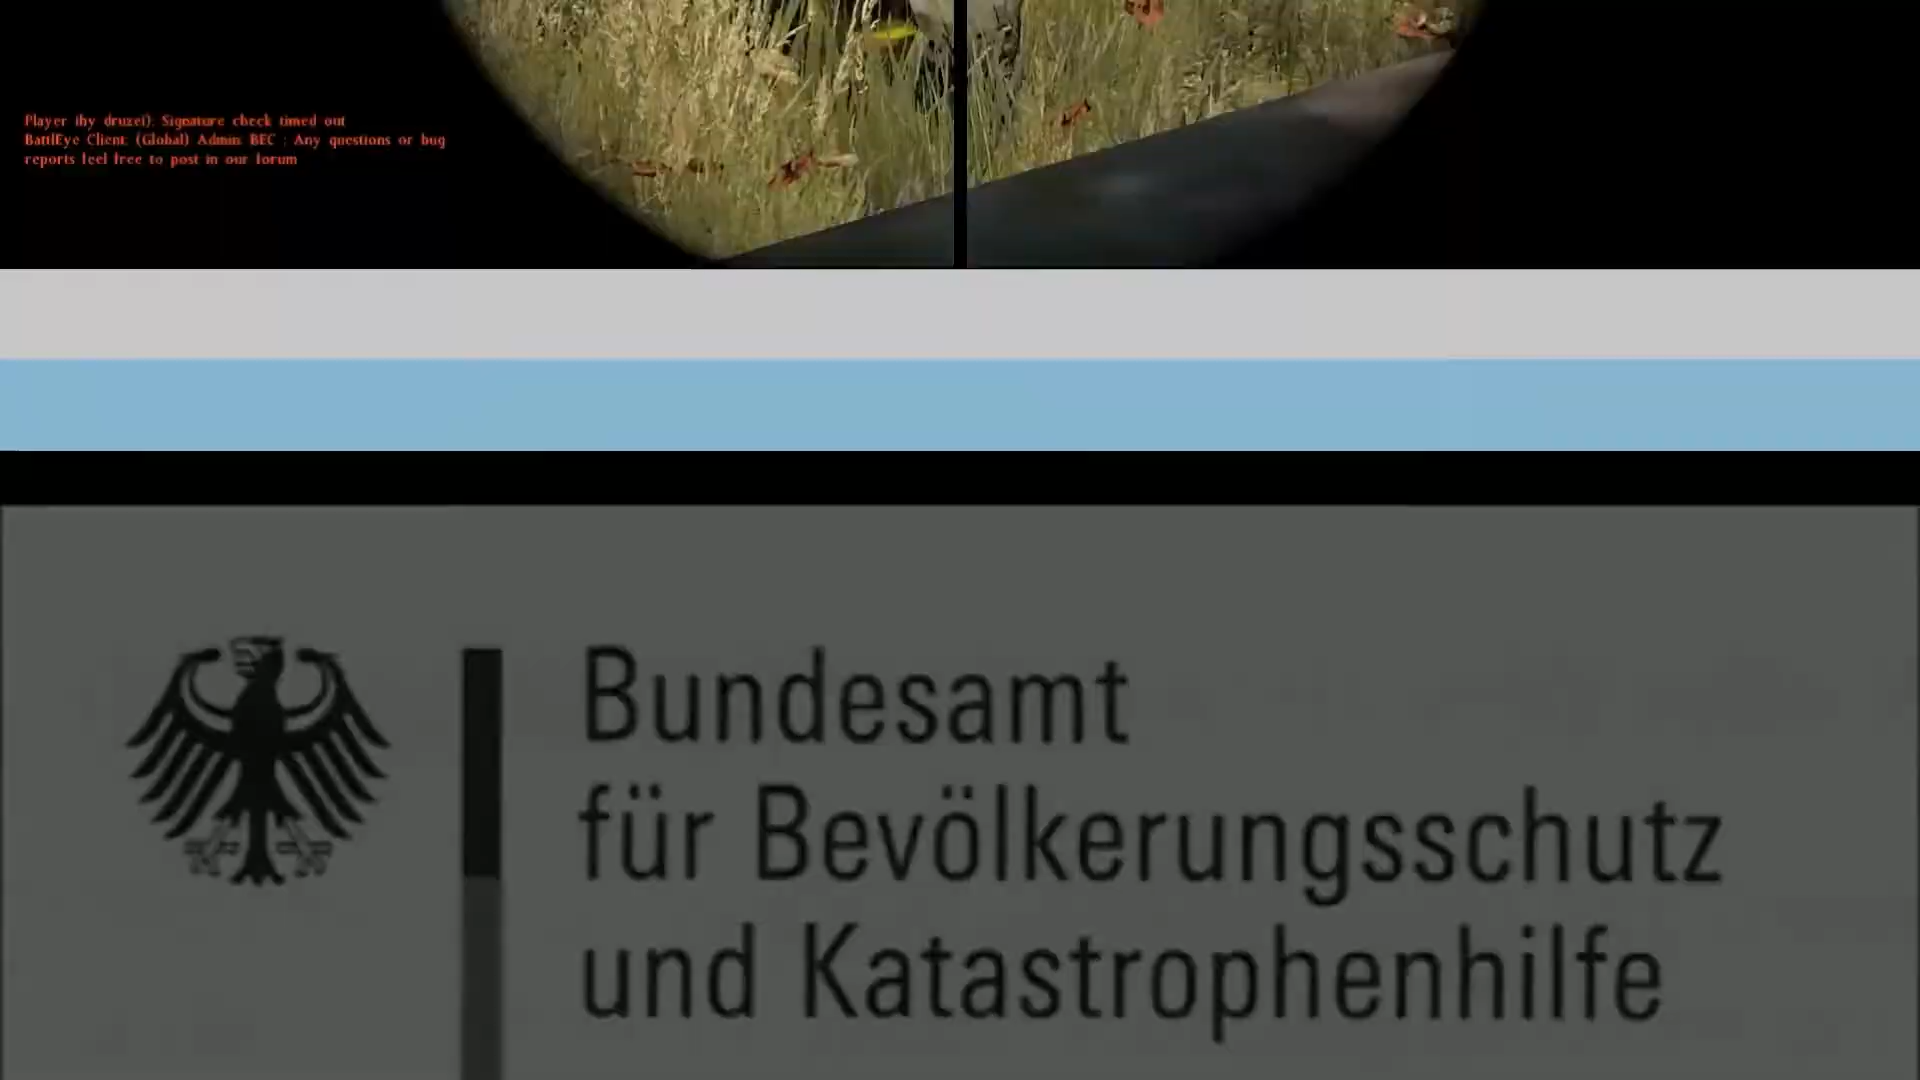 Player (hy druzel): Signature check timed out
BattlEye Client: (Global) Admin: BEC : Any questions or bug
reports feel free to post in our forum
Bundesamt
für Bevölkerungsschutz
und Katastrophenhilfe